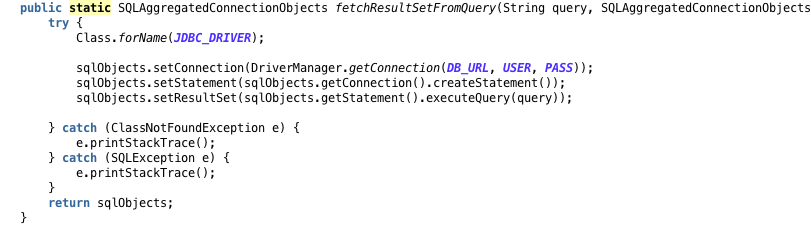 public static SQLAggregatedConnectionObjects fetchResultSetFromQuery(String query, SQLAggregatedConnectionObjects
try {
Class.forName(JDBC_DRIVER);
sqlObjects.setConnection(DriverManager.getConnection(DB_URL, USER, PASS));
sqlObjects.setStatement(sqlObjects.getConnection().createStatement());
sqlObjects.setResultSet(sqlObjects.getStatement().executeQuery(query));
} catch (ClassNotFoundException e) {
e.printStackTrace();
} catch (SQLException e) {
e.printStackTrace();
}
return sqlObjects;
}